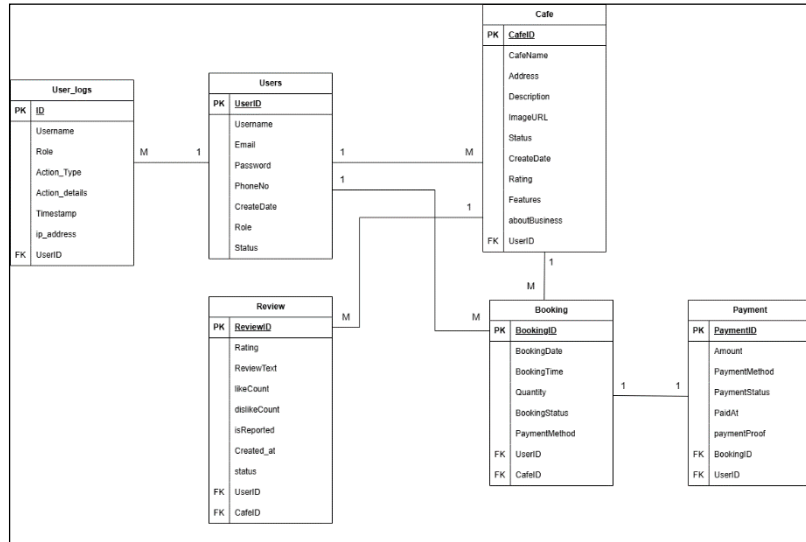 Cafe
PK CafeID
CafeName
Address
Description
ImageURL
Status
CreateDate
Rating
Features
aboutBusiness
FK UserID
Users
PK UserID
Username
Email
Password
PhoneNo
CreateDate
Role
Status
User_logs
PK ID
Username
Role
Action_Type
Action_details
Timestamp
ip_address
FK UserID
M 1
1 M
1
1
1
M
M
M
Review
PK ReviewID
Rating
ReviewText
likeCount
dislikeCount
isReported
Created_at
status
FK UserID
FK CafeID
Booking
PK BookingID
BookingDate
BookingTime
Quantity
BookingStatus
PaymentMethod
FK UserID
FK CafeID
1 1
Payment
PK PaymentID
Amount
PaymentMethod
PaymentStatus
PaidAt
paymentProof
FK BookingID
FK UserID